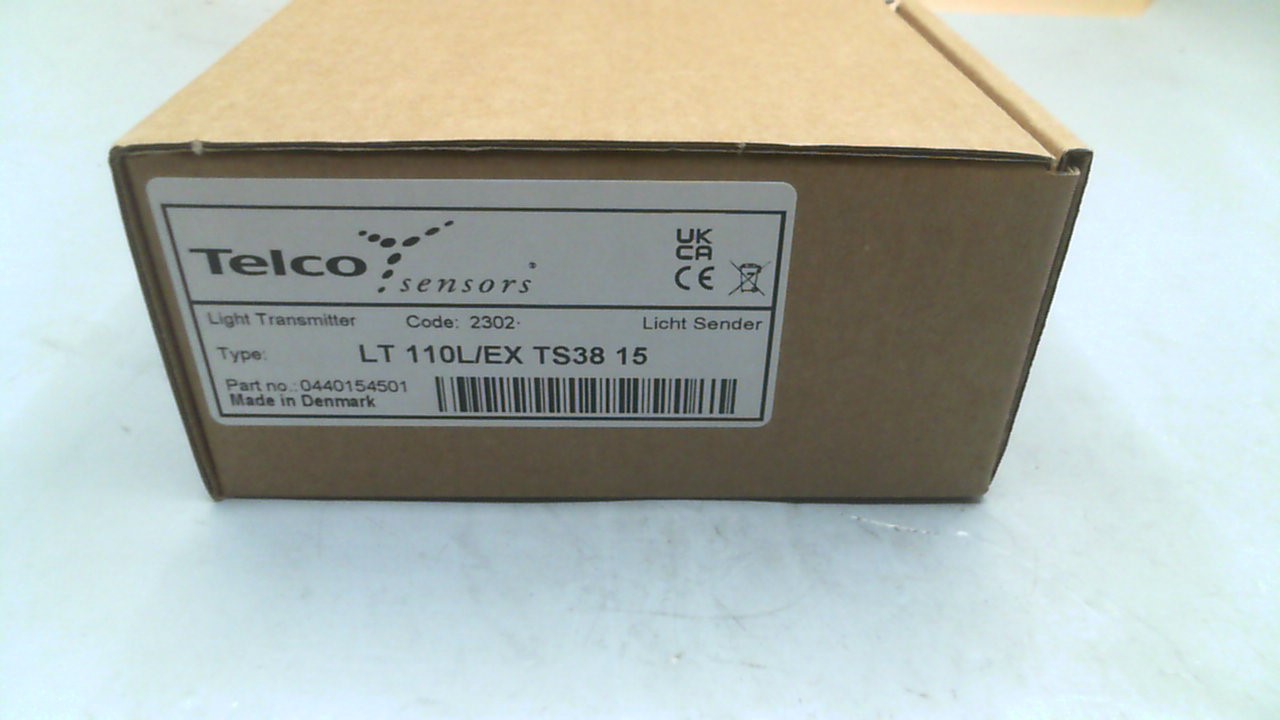 Telco sensors
UK
CA
CE
Light Transmitter Code: 2302· Licht Sender
Type: LT 110L/EX TS38 15
Part no.: 0440154501
Made in Denmark